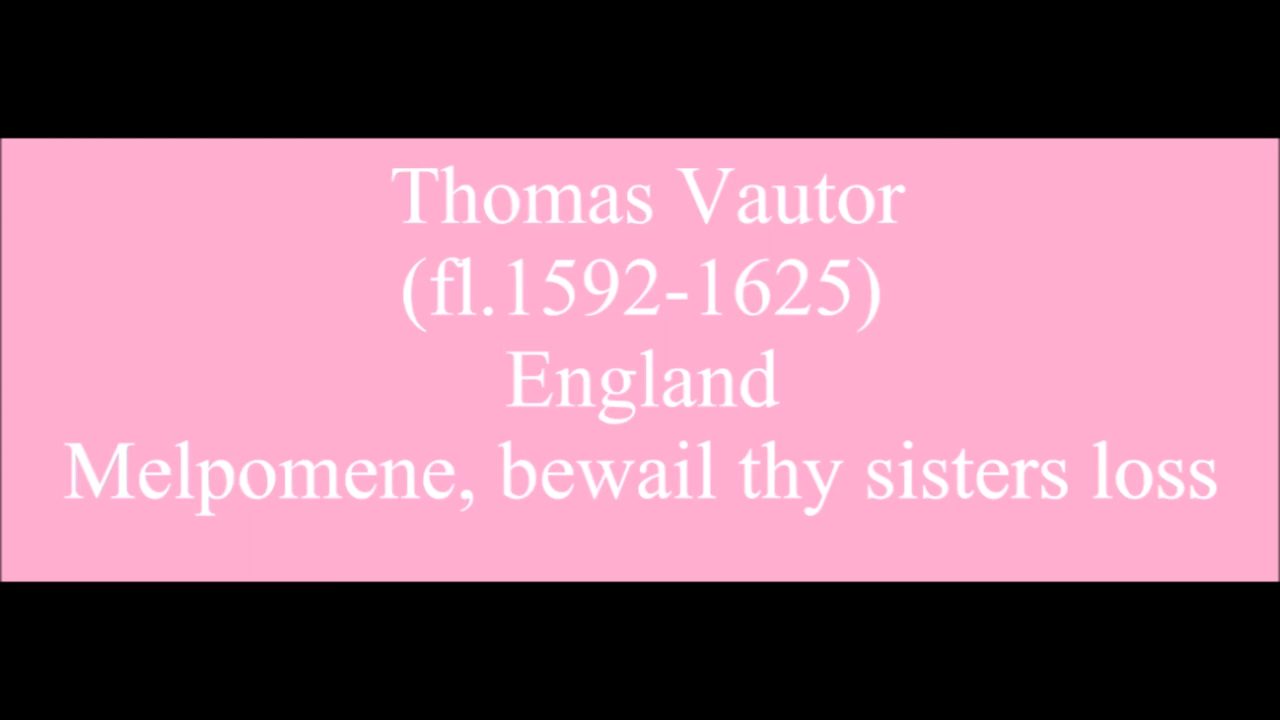 Thomas Vautor
(fl.1592-1625)
England
Melpomene, bewail thy sisters loss